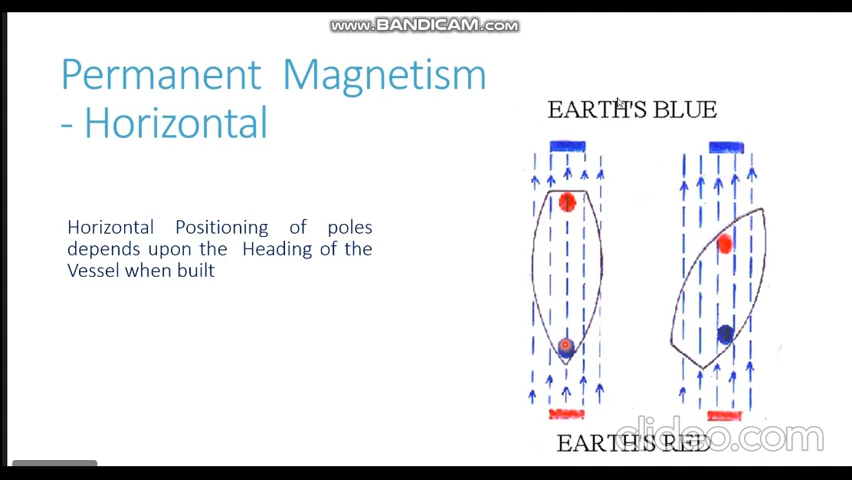 www.BANDICAM.com
Permanent Magnetism
- Horizontal
EARTH'S BLUE
Horizontal Positioning of poles
depends upon the Heading of the
Vessel when built
EARTH'S RED
clideo.com